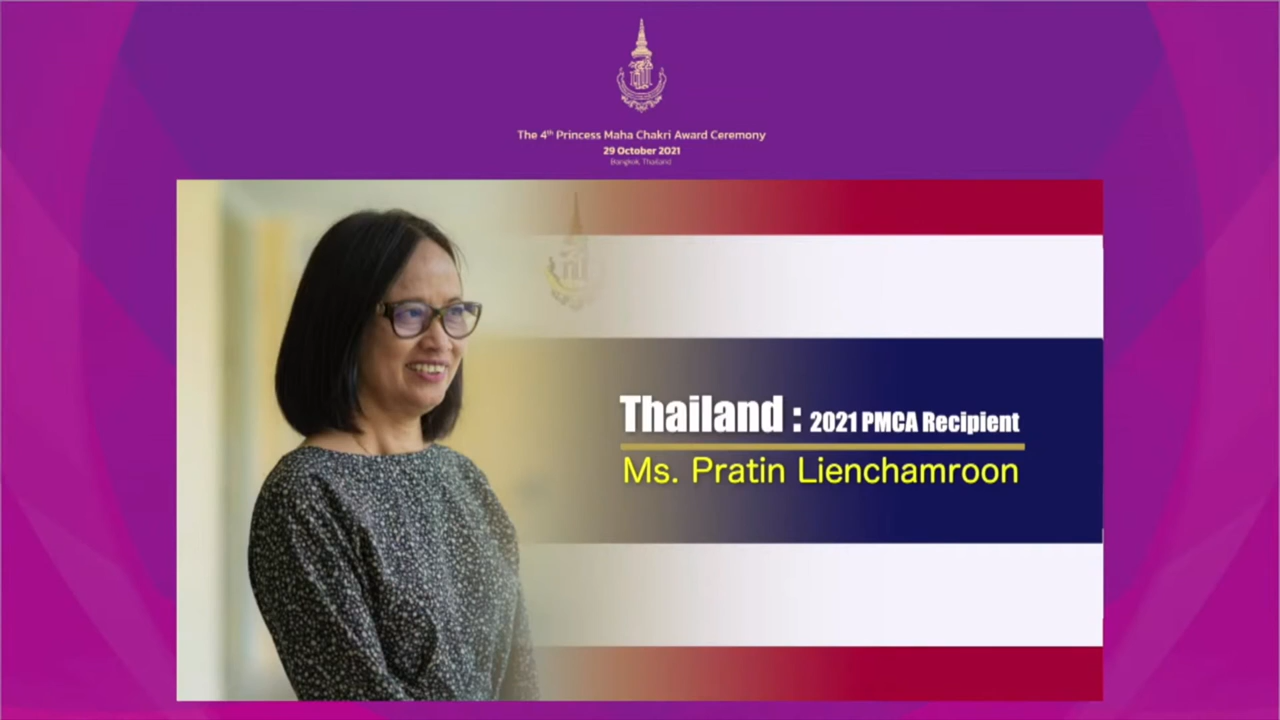 The 4th Princess Maha Chakri Award Ceremony
29 October 2021
Bangkok, Thailand
Thailand : 2021 PMCA Recipient
Ms. Pratin Lienchamroon